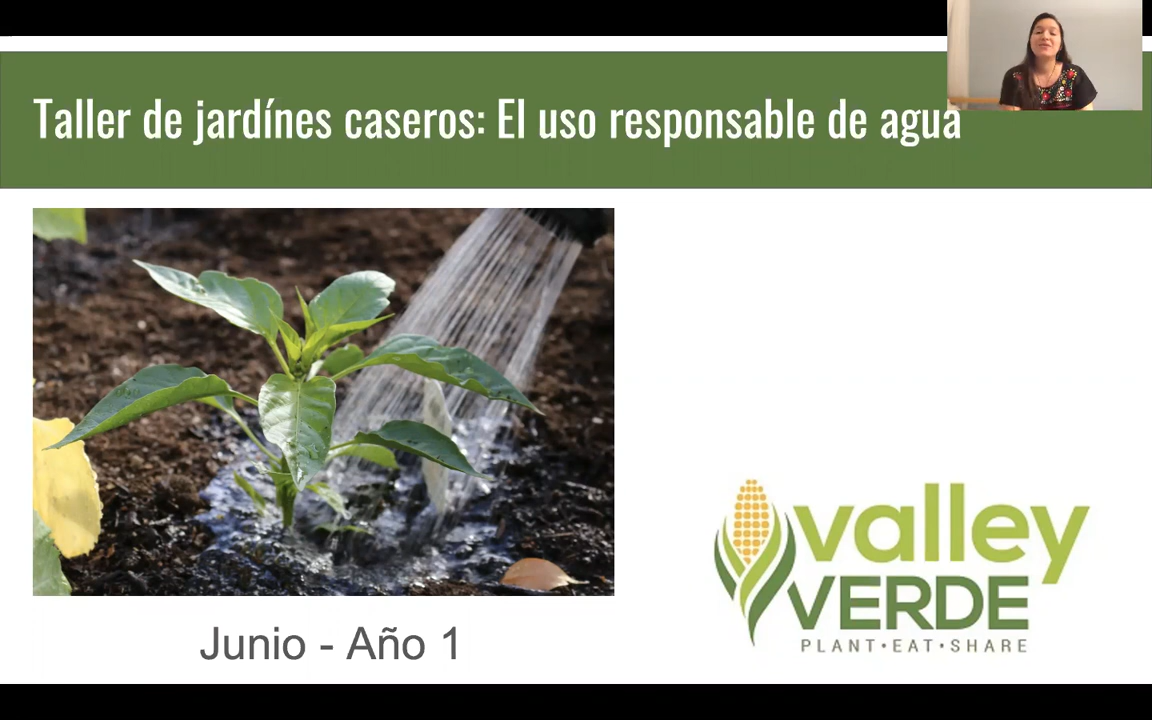 Taller de jardínes caseros: El uso responsable de agua
valley
VERDE
PLANT•EAT•SHARE
Junio - Año 1